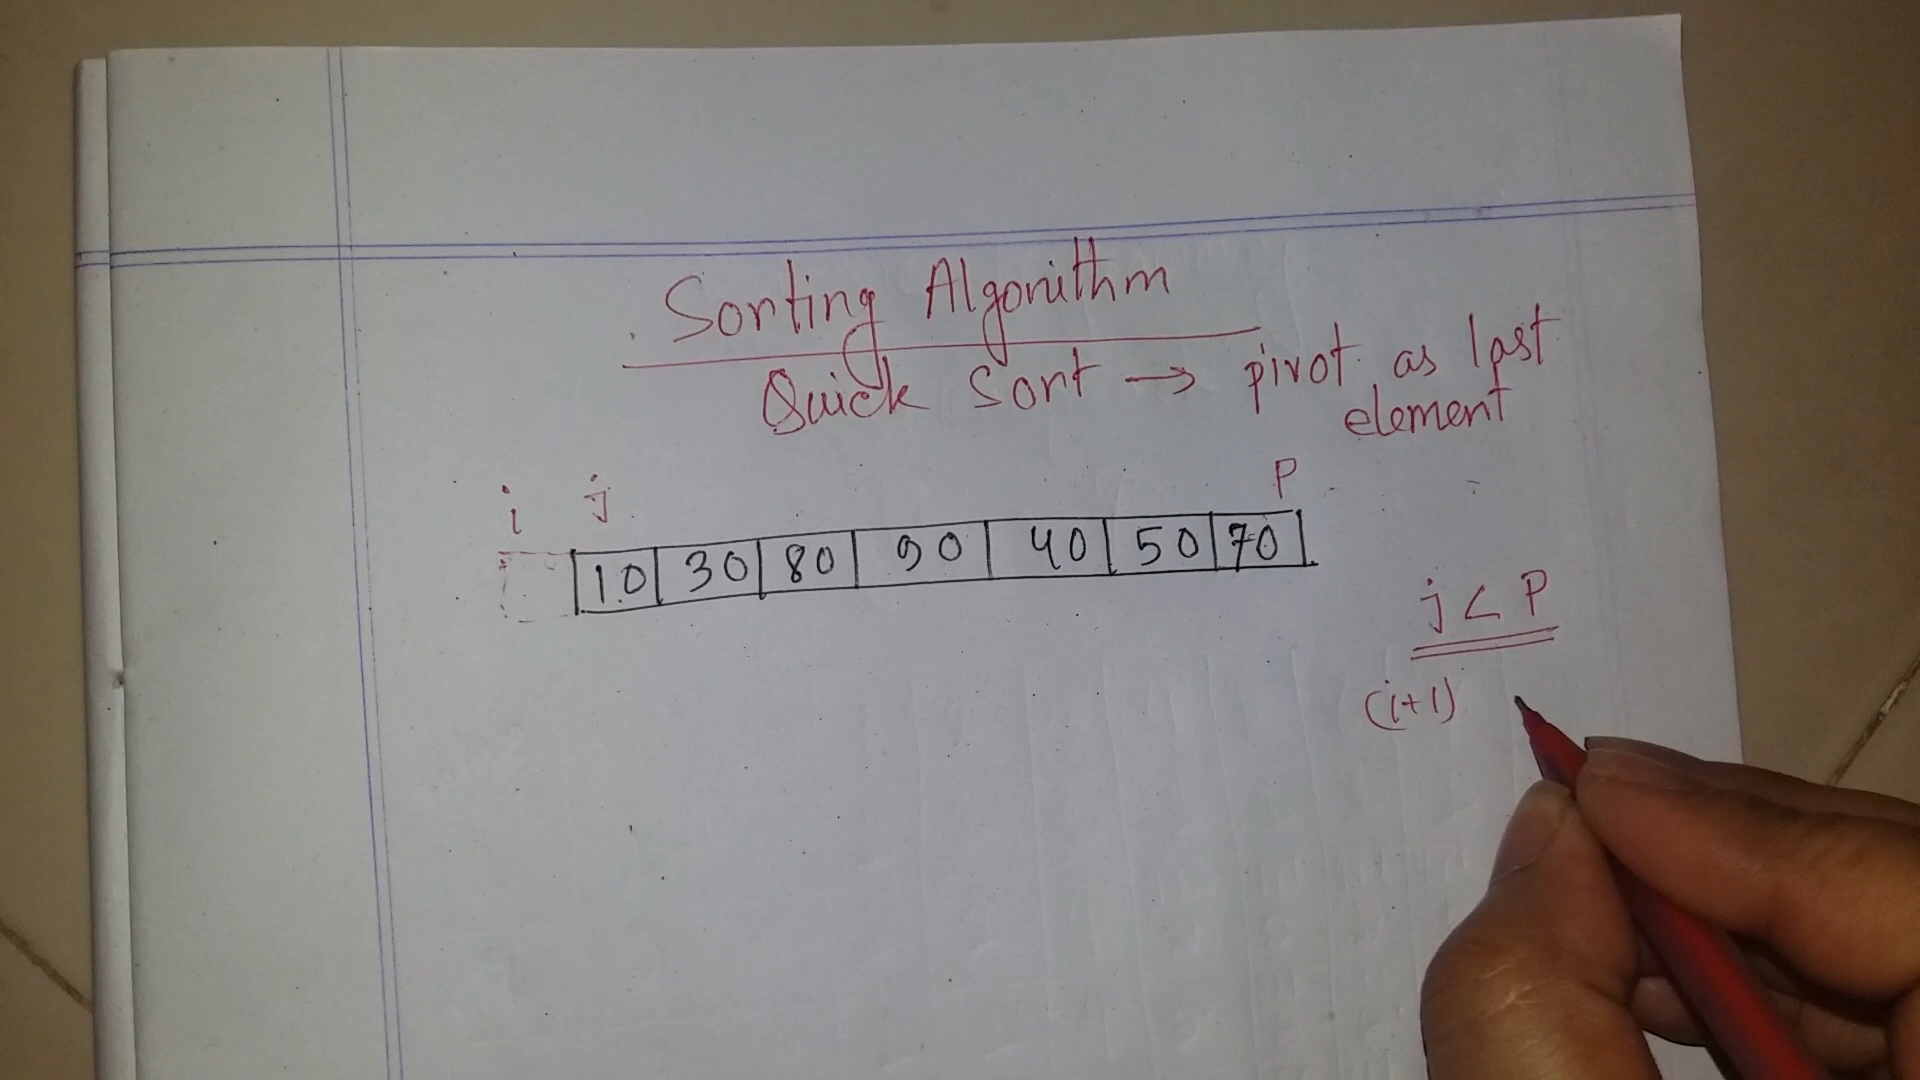 Sorting Algorithm
Quick Sort → pivot as last
element
i j P
10 30 80 90 40 50 70
j < P
(i+1)